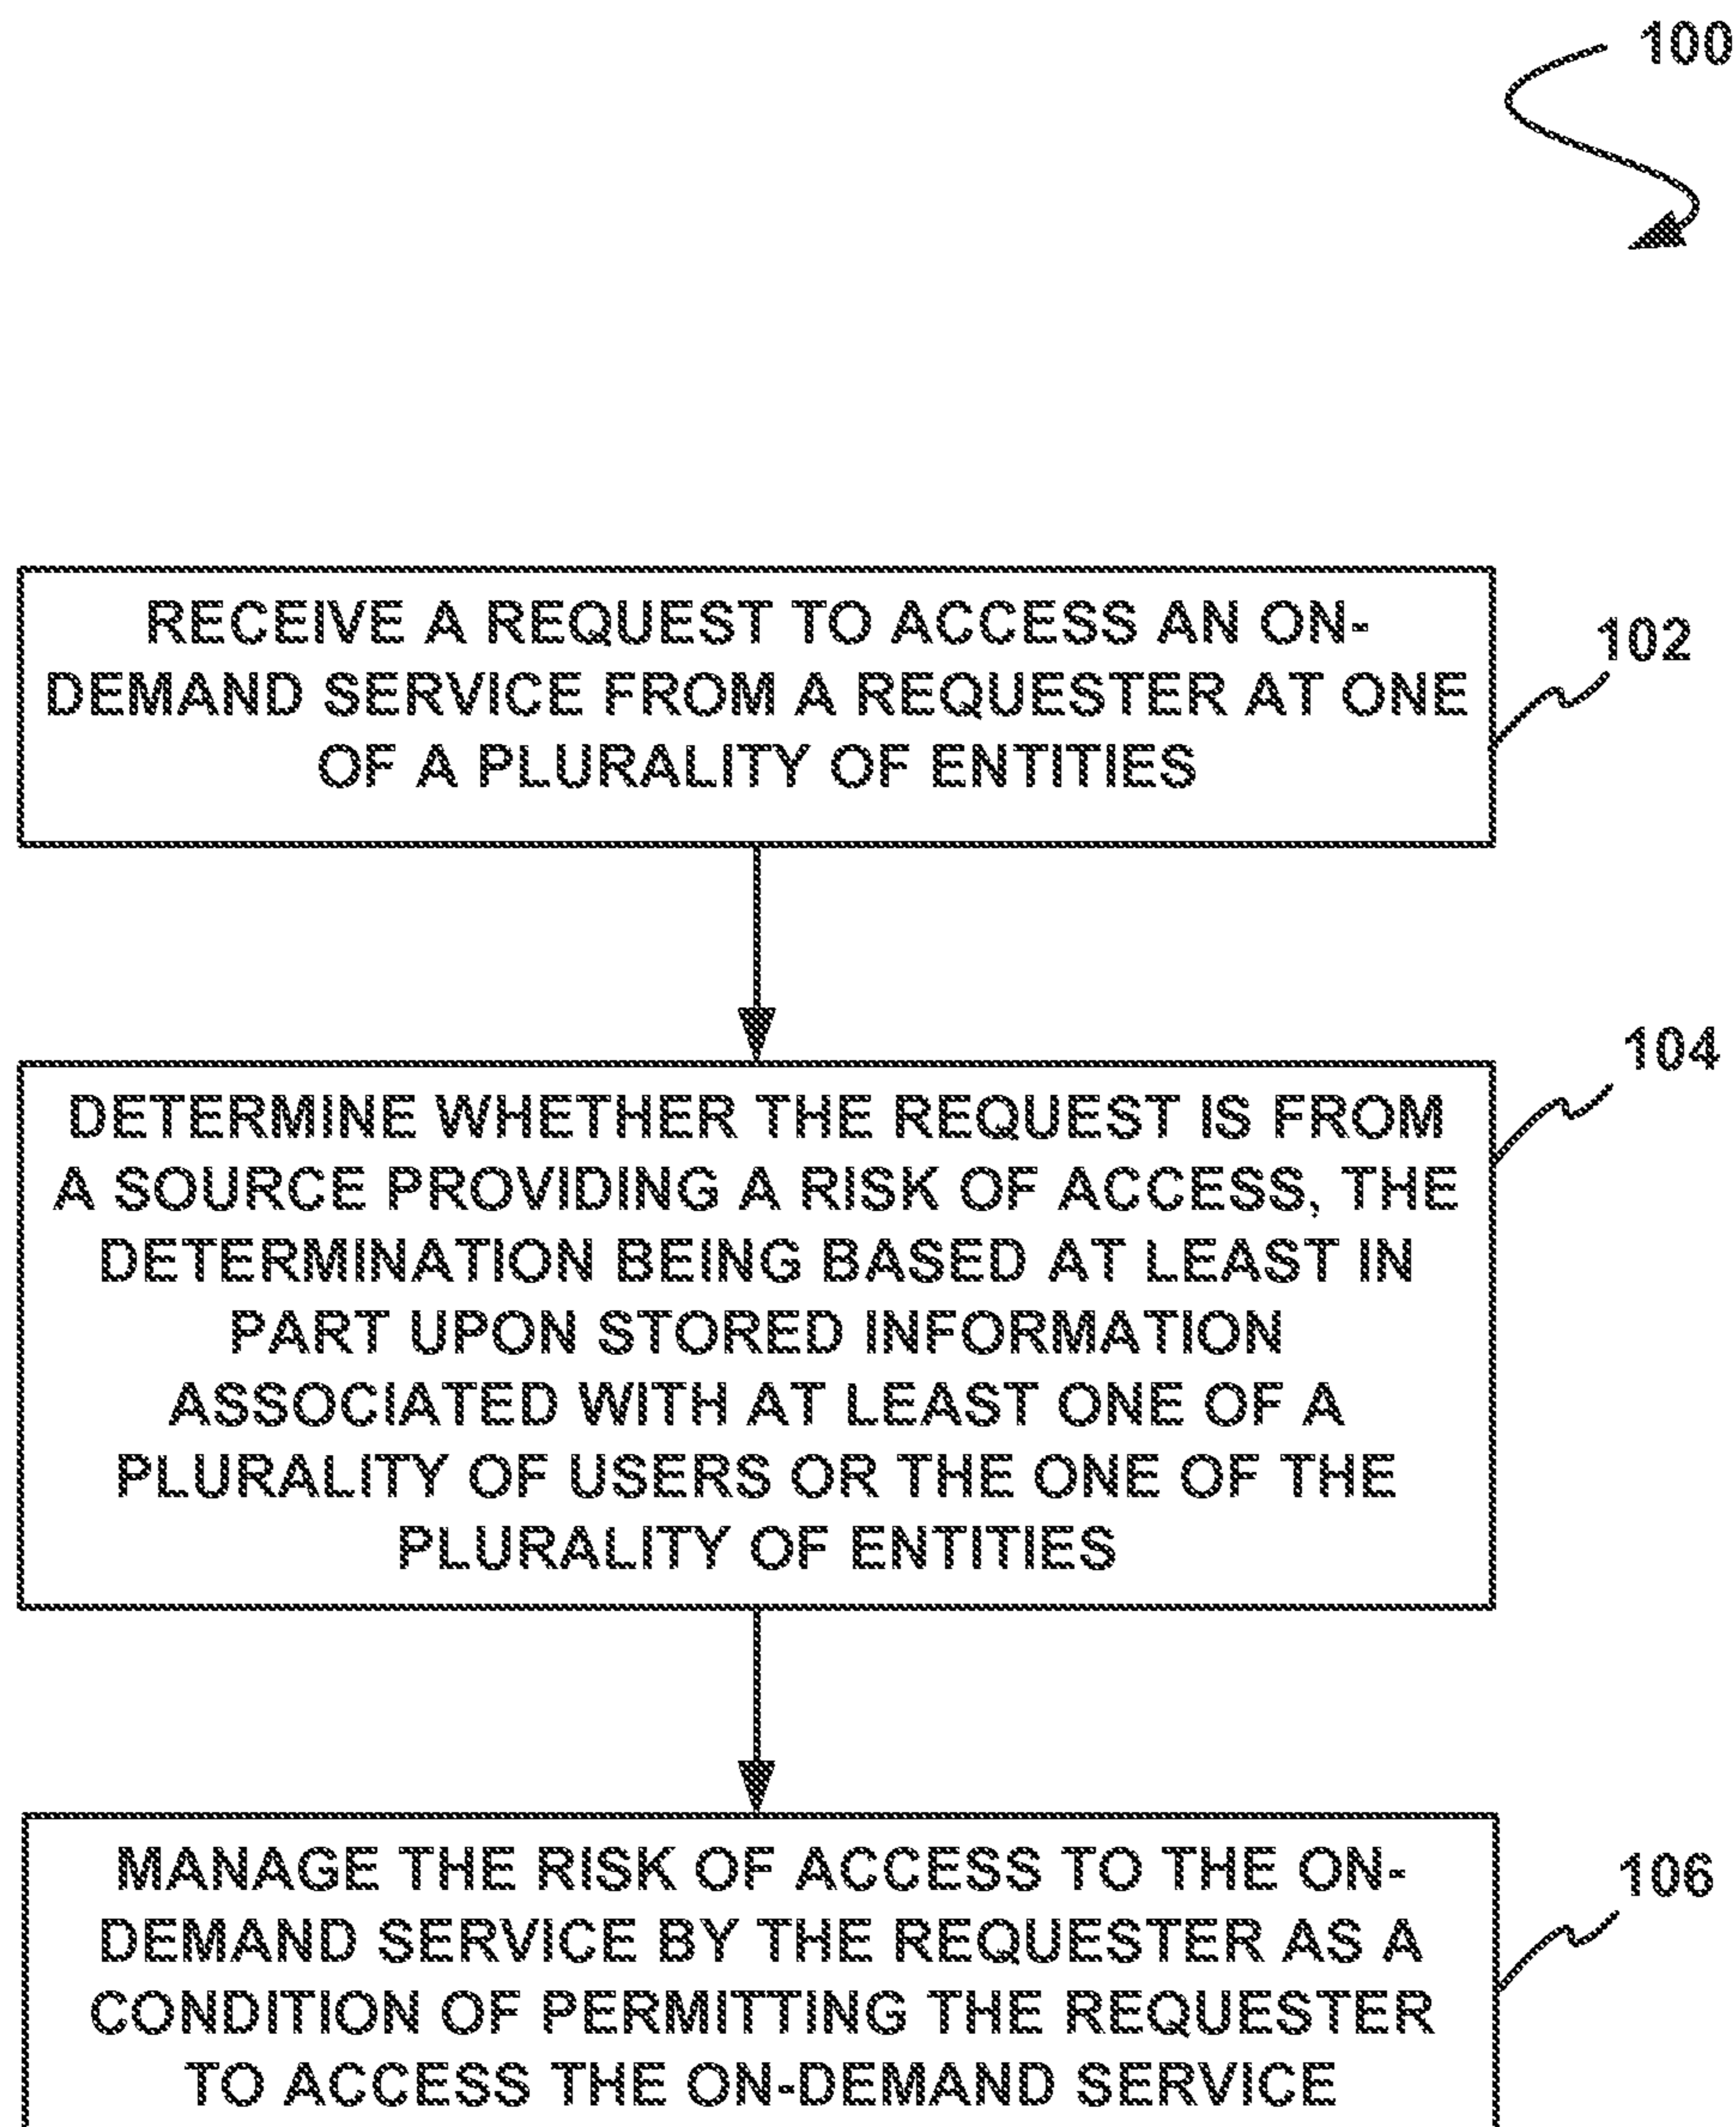 100
RECEIVE A REQUEST TO ACCESS AN ON-
DEMAND SERVICE FROM A REQUESTER AT ONE
OF A PLURALITY OF ENTITIES
102
104
DETERMINE WHETHER THE REQUEST IS FROM
A SOURCE PROVIDING A RISK OF ACCESS, THE
DETERMINATION BEING BASED AT LEAST IN
PART UPON STORED INFORMATION
ASSOCIATED WITH AT LEAST ONE OF A
PLURALITY OF USERS OR THE ONE OF THE
PLURALITY OF ENTITIES
106
MANAGE THE RISK OF ACCESS TO THE ON-
DEMAND SERVICE BY THE REQUESTER AS A
CONDITION OF PERMITTING THE REQUESTER
TO ACCESS THE ON-DEMAND SERVICE